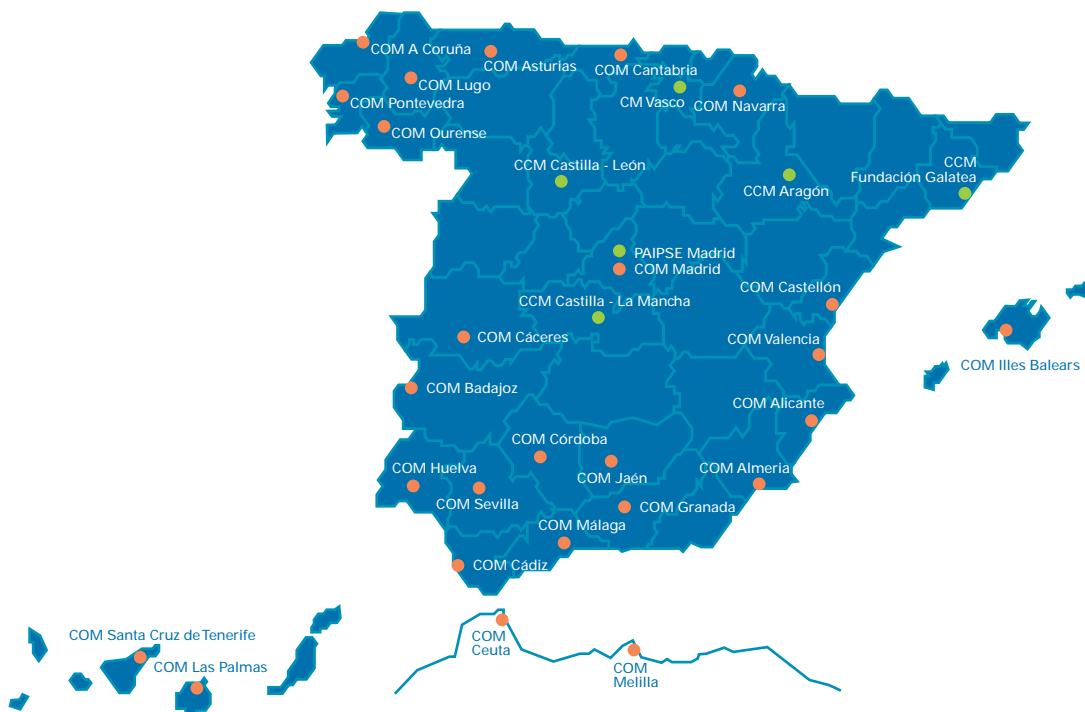 COM A Coruña
COM Asturias
COM Cantabria
COM Lugo
CM Vasco
COM Navarra
COM Pontevedra
COM Ourense
CCM Castilla - León
CCM
Fundación Galatea
CCM Aragón
PAIPSE Madrid
COM Madrid
COM Castellón
CCM Castilla - La Mancha
COM Cáceres
COM Valencia
COM Illes Balears
COM Badajoz
COM Alicante
COM Córdoba
COM Huelva
COM Jaén
COM Almeria
COM Sevilla
COM Granada
COM Málaga
COM Cádiz
COM Santa Cruz de Tenerife
COM Las Palmas
COM
Ceuta
COM
Melilla